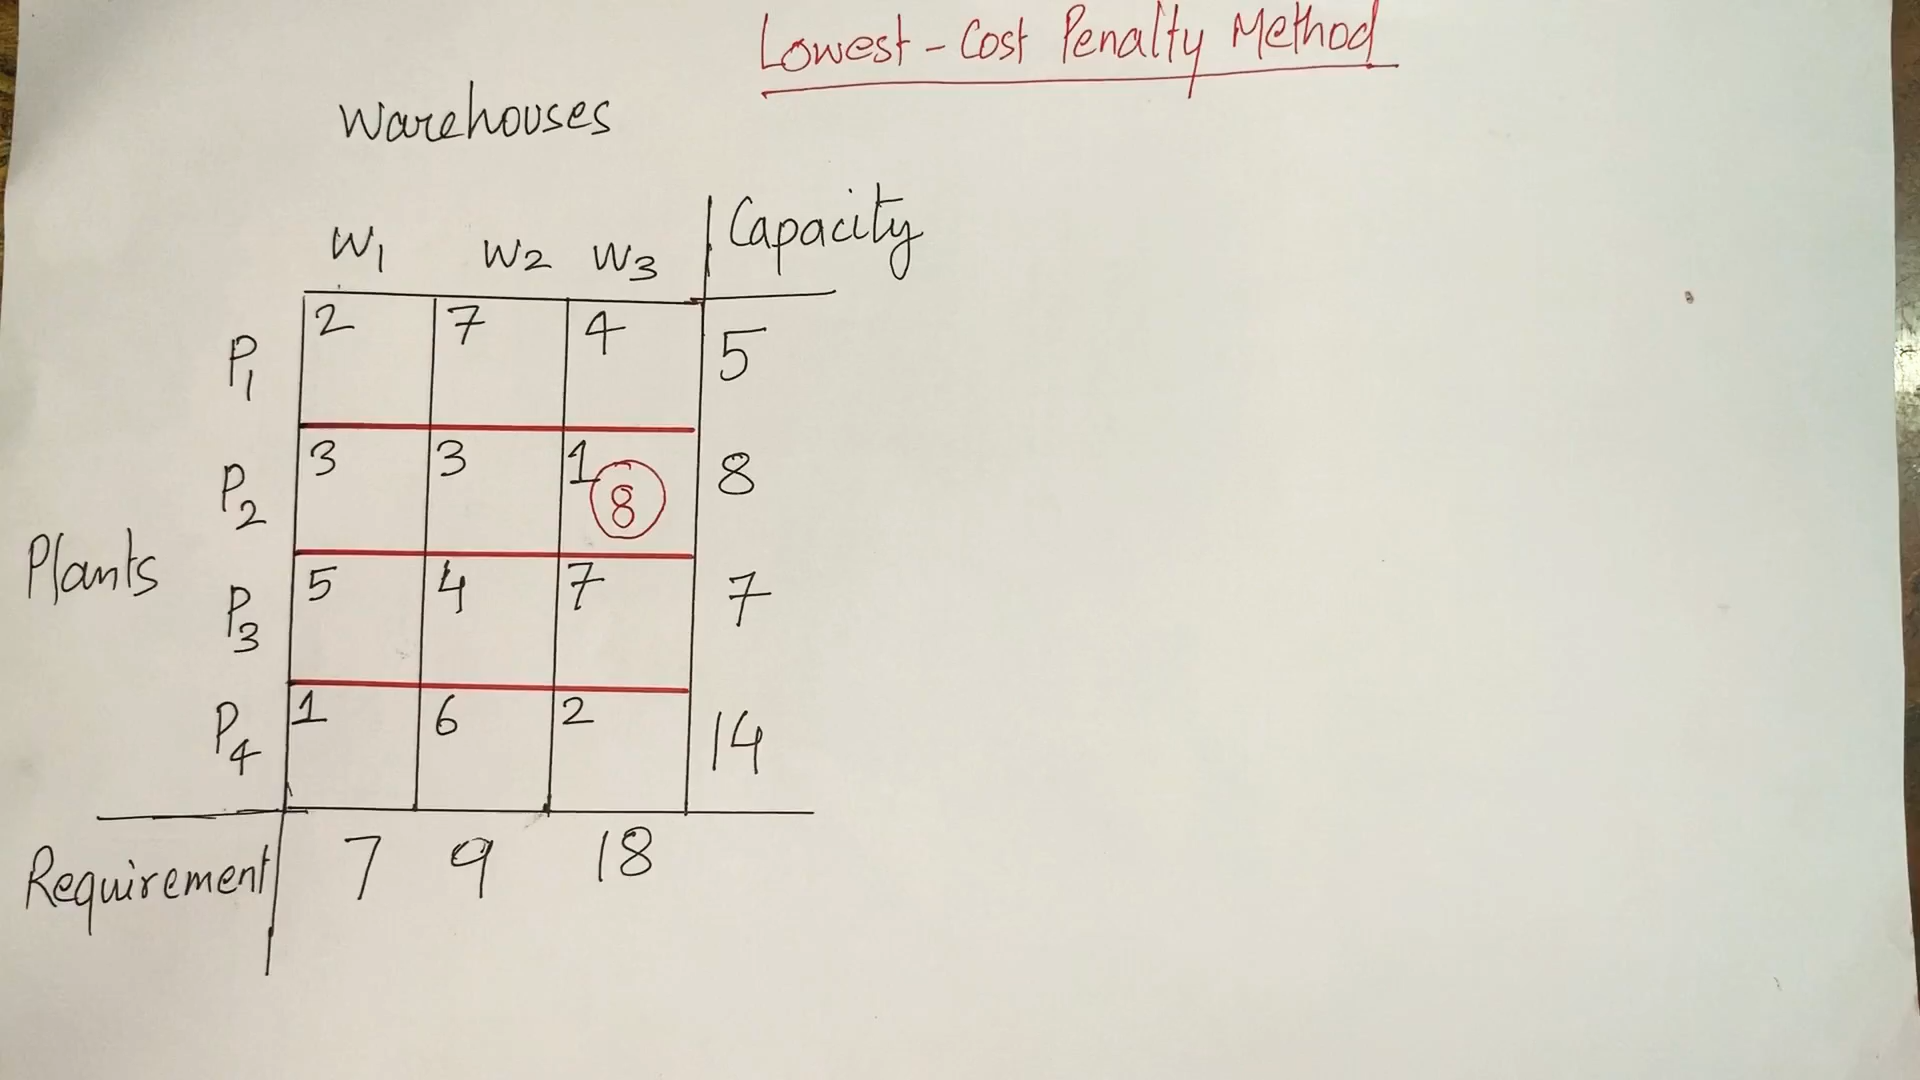 Lowest-Cost Penalty Method
Warehouses
W1 W2 W3 Capacity
P1 2 7 4 5
P2 3 3 1 8 8
Plants
P3 5 4 7 7
P4 1 6 2 14
Requirement 7 9 18